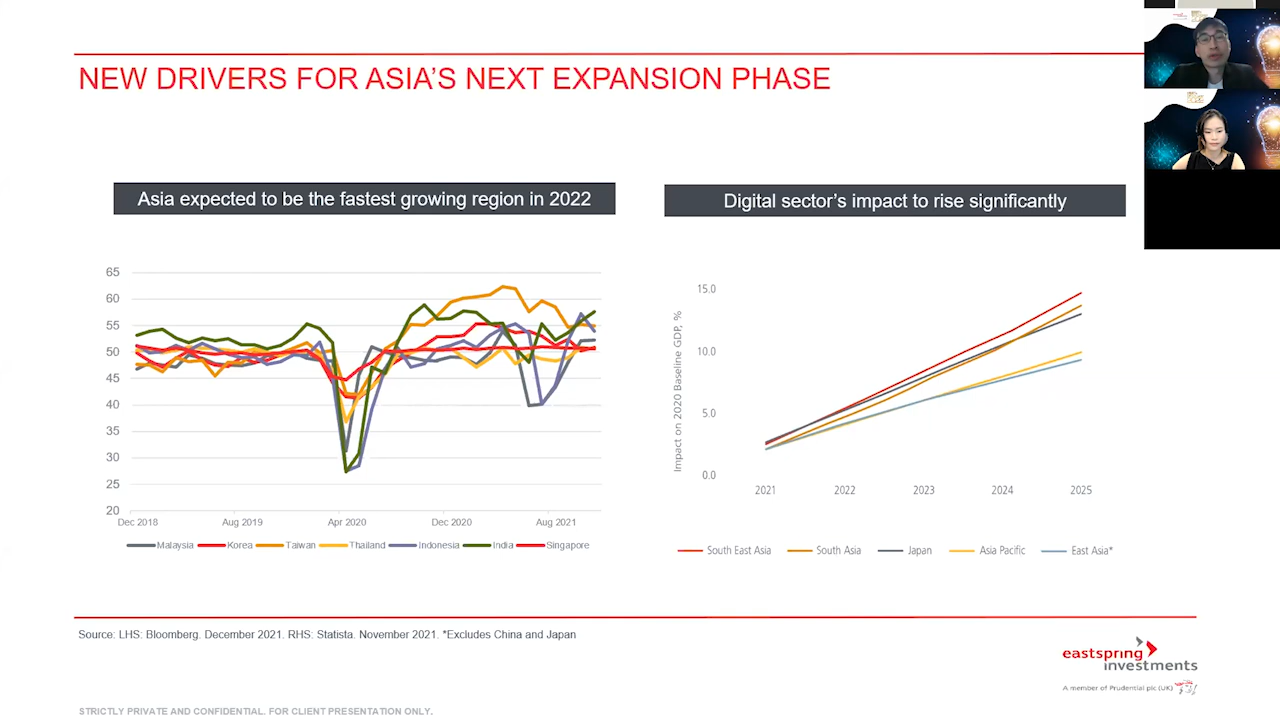 NEW DRIVERS FOR ASIA'S NEXT EXPANSION PHASE
Asia expected to be the fastest growing region in 2022
65
60
55
50
45
40
35
30
25
20
Dec 2018 Aug 2019 Apr 2020 Dec 2020 Aug 2021
Malaysia Korea Taiwan Thailand Indonesia India Singapore
Digital sector's impact to rise significantly
Impact on 2020 Baseline GDP, %
15.0
10.0
5.0
0.0
2021 2022 2023 2024 2025
South East Asia South Asia Japan Asia Pacific East Asia*
Source: LHS: Bloomberg. December 2021. RHS: Statista. November 2021. *Excludes China and Japan
eastspring
investments
A member of Prudential plc (UK)
STRICTLY PRIVATE AND CONFIDENTIAL. FOR CLIENT PRESENTATION ONLY.